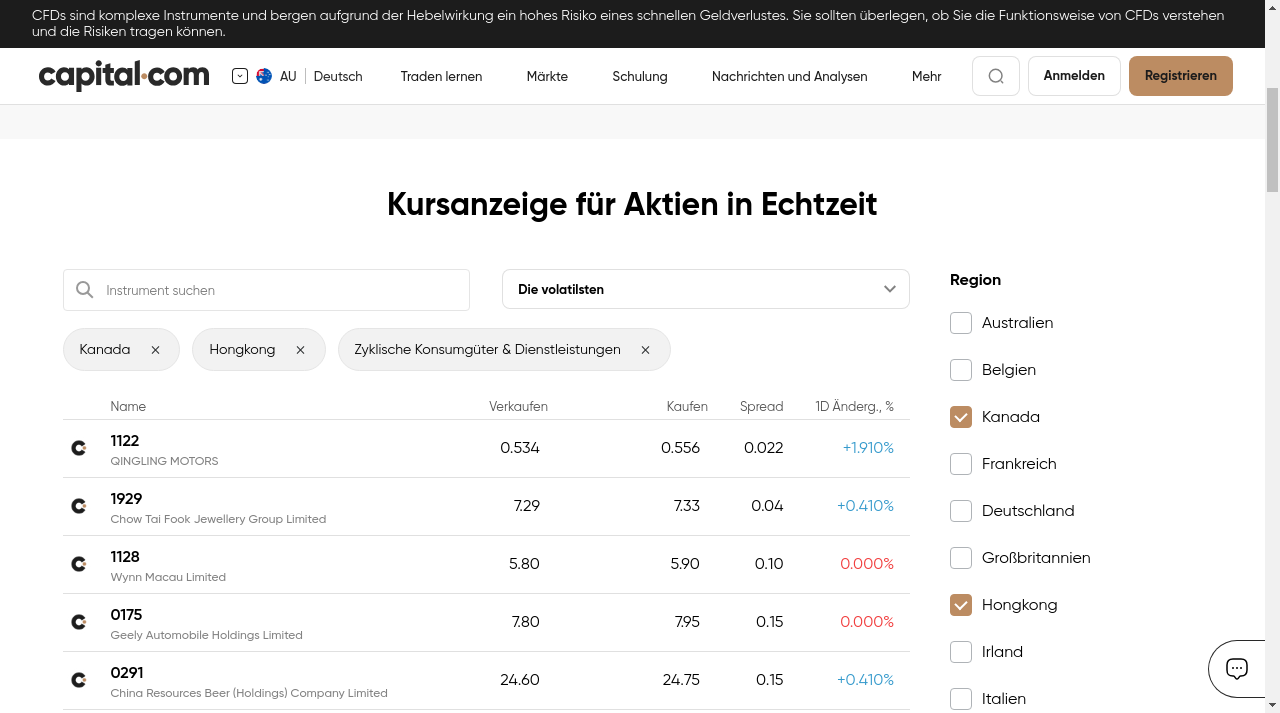 CFDs sind komplexe Instrumente und bergen aufgrund der Hebelwirkung ein hohes Risiko eines schnellen Geldverlustes. Sie sollten überlegen, ob Sie die Funktionsweise von CFDs verstehen
und die Risiken tragen können.
capital.com AU Deutsch Traden lernen Märkte Schulung Nachrichten und Analysen Mehr Anmelden Registrieren
Kursanzeige für Aktien in Echtzeit
Instrument suchen Die volatilsten
Kanada × Hongkong × Zyklische Konsumgüter & Dienstleistungen ×
Name Verkaufen Kaufen Spread 1D Änderg., %
1122 0.534 0.556 0.022 +1.910%
QINGLING MOTORS
1929 7.29 7.33 0.04 +0.410%
Chow Tai Fook Jewellery Group Limited
1128 5.80 5.90 0.10 0.000%
Wynn Macau Limited
0175 7.80 7.95 0.15 0.000%
Geely Automobile Holdings Limited
0291 24.60 24.75 0.15 +0.410%
China Resources Beer (Holdings) Company Limited
Region
Australien
Belgien
Kanada
Frankreich
Deutschland
Großbritannien
Hongkong
Irland
Italien